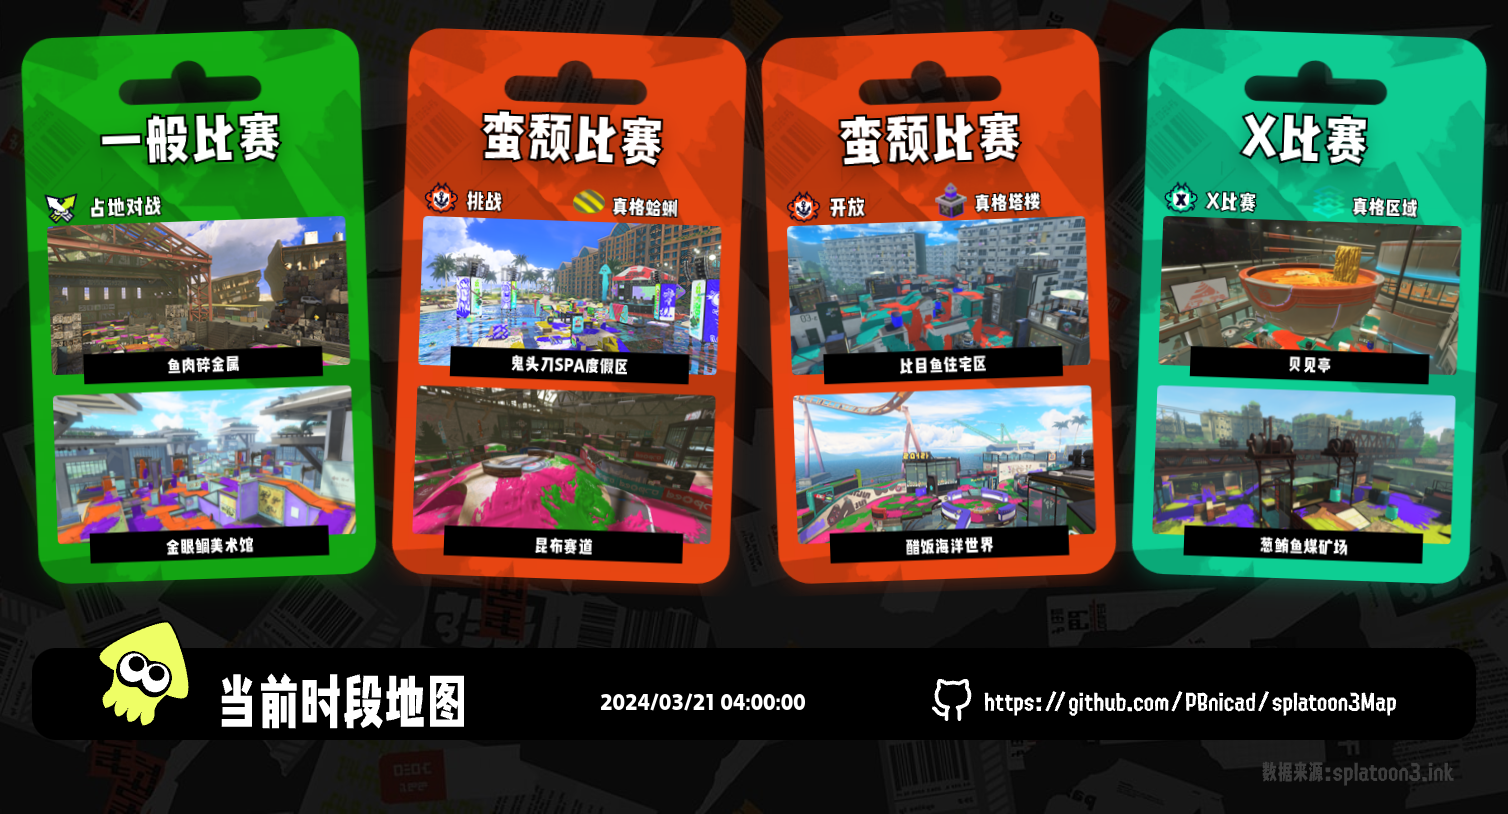 一般比赛
占地对战
鱼肉碎金属
金眼鲷美术馆
蛮颓比赛
挑战
真格蛤蜊
鬼头刀SPA度假区
昆布赛道
蛮颓比赛
开放
真格塔楼
比目鱼住宅区
醋饭海洋世界
X比赛
X比赛
真格区域
贝见亭
葱鲔鱼煤矿场
当前时段地图
2024/03/21 04:00:00
https://github.com/PBnicad/splatoon3Map
数据来源:splatoon3.ink